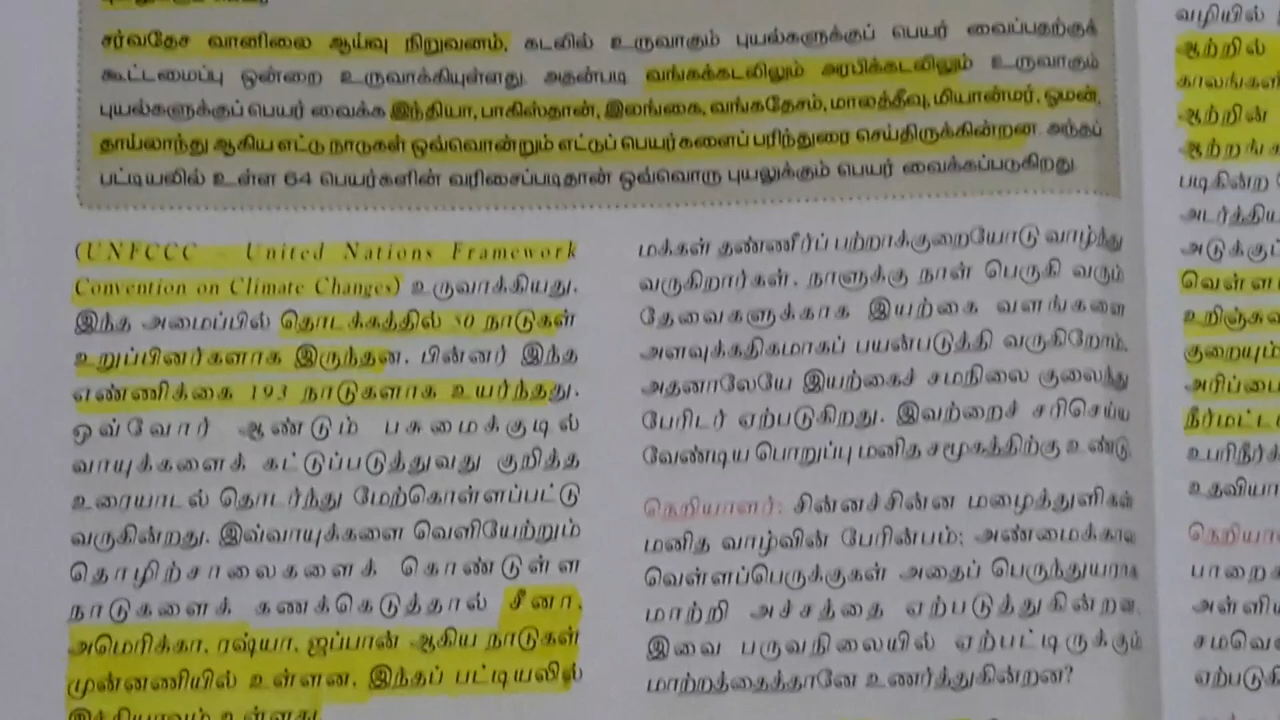 சர்வதேச வானிலை ஆய்வு நிறுவனம், கடலில் உருவாகும் புயல்களுக்குப் பெயர் வைப்பதற்குக்
கூட்டமைப்பு ஒன்றை உருவாக்கியுள்ளது. அதன்படி வங்கக்கடலிலும் அரபிக்கடலிலும் உருவாகும்
புயல்களுக்குப் பெயர் வைக்க இந்தியா, பாகிஸ்தான், இலங்கை, வங்கதேசம், மாலத்தீவு, மியான்மர், ஓமன்,
தாய்லாந்து ஆகிய எட்டு நாடுகள் ஒவ்வொன்றும் எட்டுப் பெயர்களைப் பரிந்துரை செய்திருக்கின்றன. அந்தப்
பட்டியலில் உள்ள 64 பெயர்களின் வரிசைப்படிதான் ஒவ்வொரு புயலுக்கும் பெயர் வைக்கப்படுகிறது.
(UNFCCC - United Nations Framework
Convention on Climate Changes) உருவாக்கியது.
இந்த அமைப்பில் தொடக்கத்தில் 50 நாடுகள்
உறுப்பினர்களாக இருந்தன. பின்னர் இந்த
எண்ணிக்கை 193 நாடுகளாக உயர்ந்தது.
ஒவ்வோர் ஆண்டும் பசுமைக்குடில்
வாயுக்களைக் கட்டுப்படுத்துவது குறித்த
உரையாடல் தொடர்ந்து மேற்கொள்ளப்பட்டு
வருகின்றது. இவ்வாயுக்களை வெளியேற்றும்
தொழிற்சாலைகளைக் கொண்டுள்ள
நாடுகளைக் கணக்கெடுத்தால் சீனா,
அமெரிக்கா, ரஷ்யா, ஜப்பான் ஆகிய நாடுகள்
முன்னணியில் உள்ளன. இந்தப் பட்டியலில்
இந்தியாவும் உள்ளது.
மக்கள் தண்ணீர்ப் பற்றாக்குறையோடு வாழ்ந்து
வருகிறார்கள். நாளுக்கு நாள் பெருகி வரும்
தேவைகளுக்காக இயற்கை வளங்களை
அளவுக்கதிகமாகப் பயன்படுத்தி வருகிறோம்.
அதனாலேயே இயற்கைச் சமநிலை குலைந்து
பேரிடர் ஏற்படுகிறது. இவற்றைச் சரிசெய்ய
வேண்டிய பொறுப்பு மனித சமூகத்திற்கு உண்டு.
நெறியாளர்: சின்னச்சின்ன மழைத்துளிகள்
மனித வாழ்வின் பேரின்பம்; அண்மைக்கால
வெள்ளப்பெருக்குகள் அதைப் பெருந்துயராக
மாற்றி அச்சத்தை ஏற்படுத்துகின்றன.
இவை பருவநிலையில் ஏற்பட்டிருக்கும்
மாற்றத்தைத்தானே உணர்த்துகின்றன?
வழியில்
ஆற்றில்
ஆற்றின்
படிகின்ற